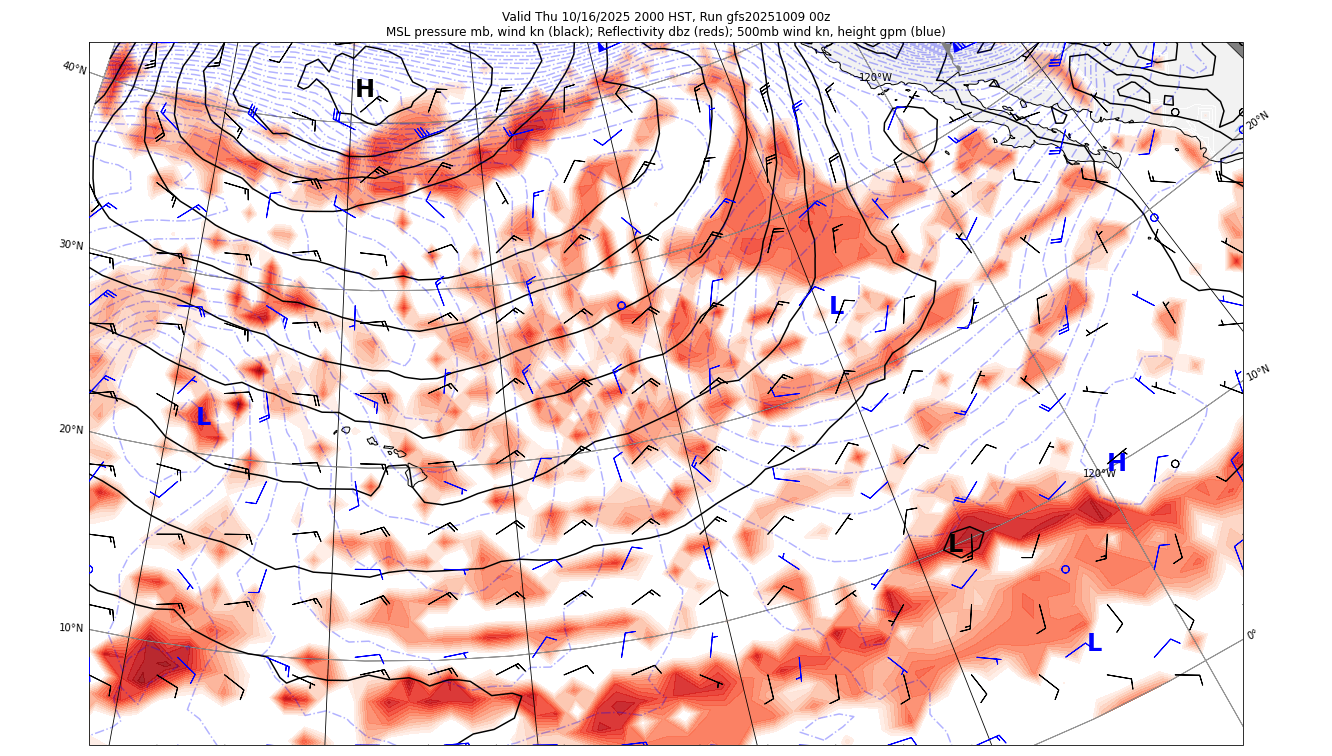 Valid Thu 10/16/2025 2000 HST, Run gfs20251009 00z
MSL pressure mb, wind kn (black); Reflectivity dbz (reds); 500mb wind kn, height gpm (blue)
40°N
120°W
H
20°N
30°N
L
10°N
L
20°N
H
120°W
L
10°N
0°
L